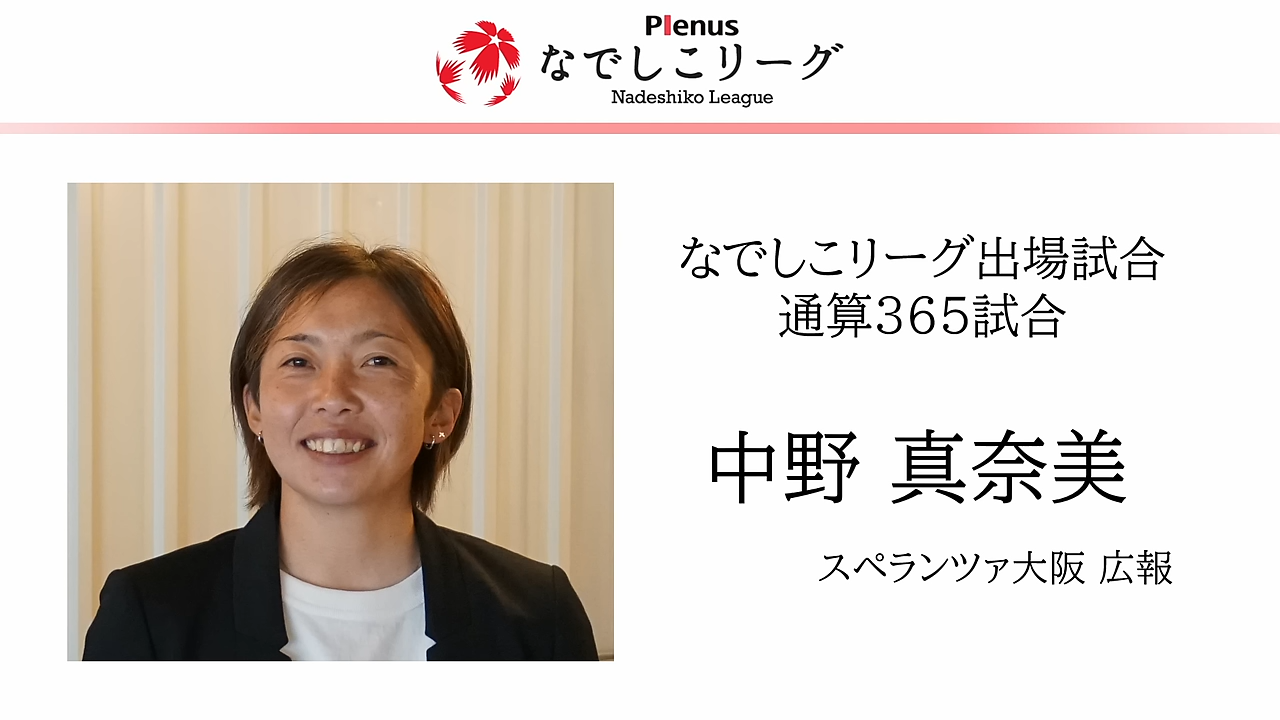 Plenus
なでしこリーグ
Nadeshiko League
なでしこリーグ出場試合
通算365試合
中野 真奈美
スペランツァ大阪 広報